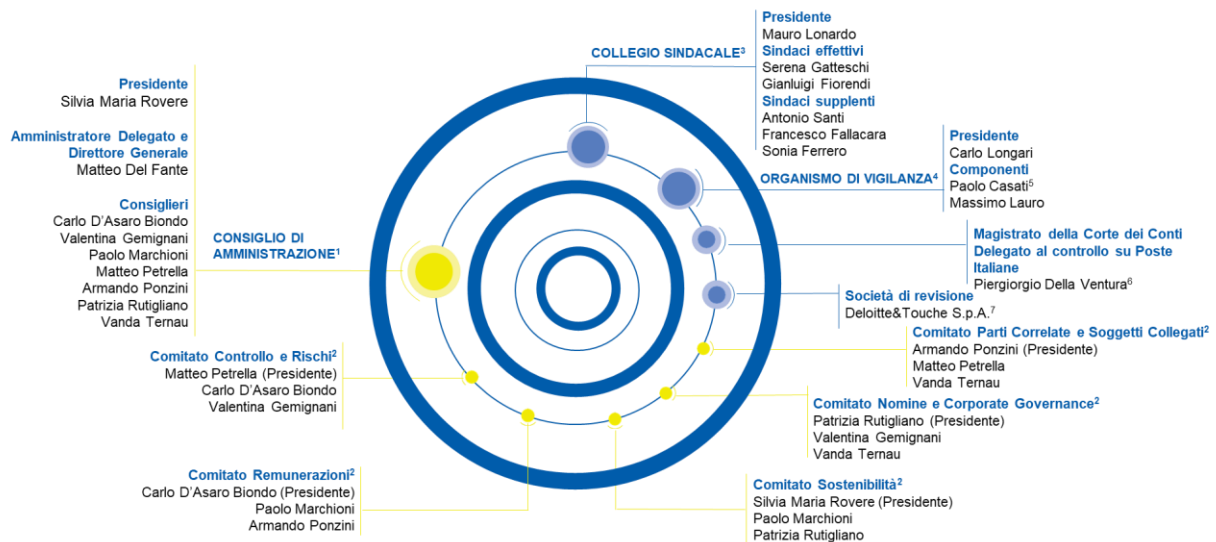 Presidente
Silvia Maria Rovere
Amministratore Delegato e
Direttore Generale
Matteo Del Fante
Consiglieri
Carlo D'Asaro Biondo
Valentina Gemignani
Paolo Marchioni
Matteo Petrella
Armando Ponzini
Patrizia Rutigliano
Vanda Ternau
CONSIGLIO DI
AMMINISTRAZIONE¹
COLLEGIO SINDACALE³
Presidente
Mauro Lonardo
Sindaci effettivi
Serena Gatteschi
Gianluigi Fiorendi
Sindaci supplenti
Antonio Santi
Francesco Fallacara
Sonia Ferrero
ORGANISMO DI VIGILANZA⁴
Presidente
Carlo Longari
Componenti
Paolo Casati⁵
Massimo Lauro
Magistrato della Corte dei Conti
Delegato al controllo su Poste
Italiane
Piergiorgio Della Ventura⁶
Società di revisione
Deloitte&Touche S.p.A.⁷
Comitato Parti Correlate e Soggetti Collegati²
Armando Ponzini (Presidente)
Matteo Petrella
Vanda Ternau
Comitato Nomine e Corporate Governance²
Patrizia Rutigliano (Presidente)
Valentina Gemignani
Vanda Ternau
Comitato Sostenibilità²
Silvia Maria Rovere (Presidente)
Paolo Marchioni
Patrizia Rutigliano
Comitato Controllo e Rischi²
Matteo Petrella (Presidente)
Carlo D'Asaro Biondo
Valentina Gemignani
Comitato Remunerazioni²
Carlo D'Asaro Biondo (Presidente)
Paolo Marchioni
Armando Ponzini